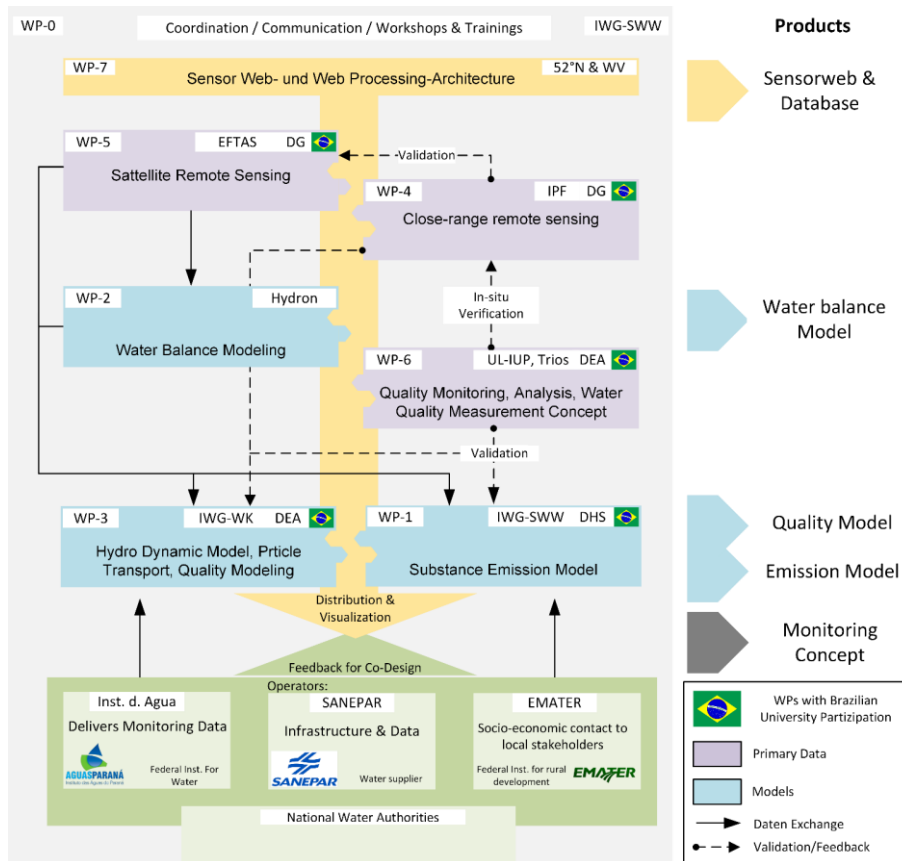 WP-0
Coordination / Communication / Workshops & Trainings
IWG-SWW
Products
WP-7
52°N & WV
Sensor Web- und Web Processing-Architecture
Sensorweb &
Database
WP-5
EFTAS
DG
Sattellite Remote Sensing
Validation
WP-4
IPF
DG
Close-range remote sensing
In-situ
Verification
WP-2
Hydron
Water Balance Modeling
Water balance
Model
WP-6
UL-IUP, Trios
DEA
Quality Monitoring, Analysis, Water
Quality Measurement Concept
Validation
WP-3
IWG-WK
DEA
Hydro Dynamic Model, Prticle
Transport, Quality Modeling
WP-1
IWG-SWW
DHS
Substance Emission Model
Quality Model
Emission Model
Distribution &
Visualization
Monitoring
Concept
Feedback for Co-Design
Operators:
Inst. d. Agua
Delivers Monitoring Data
AGUASPARANÁ
Instituto das Águas do Paraná
Federal Inst. For
Water
SANEPAR
Infrastructure & Data
SANEPAR
Water supplier
EMATER
Socio-economic contact to
local stakeholders
Federal Inst. for rural
development
EMATER
National Water Authorities
WPs with Brazilian
University Partizipation
Primary Data
Models
Daten Exchange
Validation/Feedback